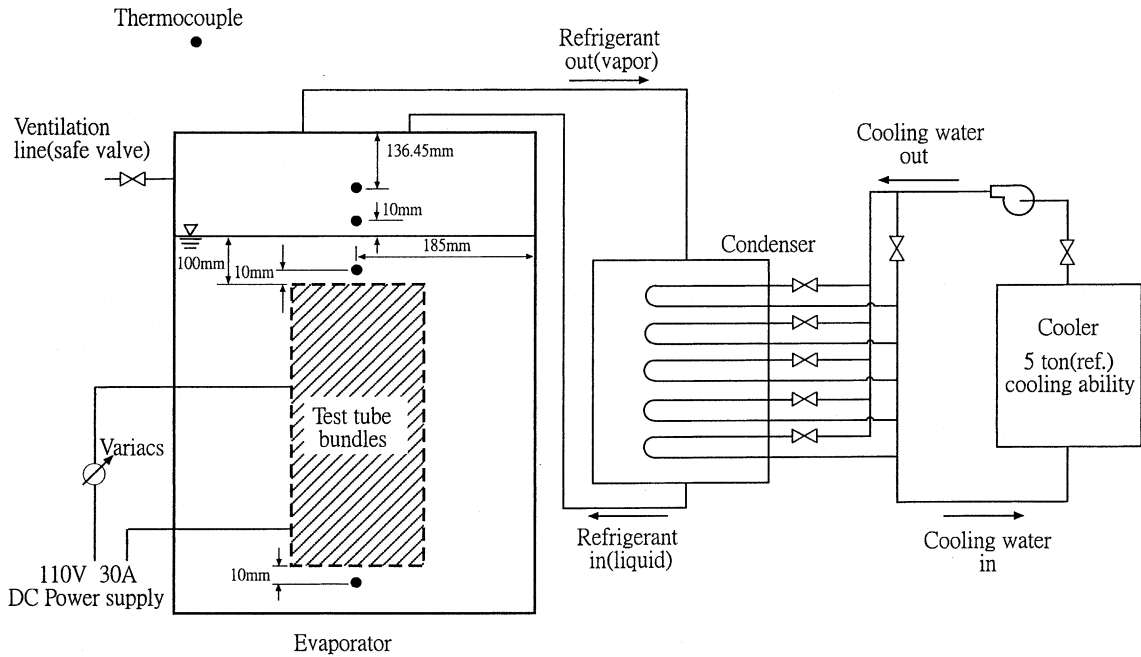 Thermocouple
Refrigerant
out(vapor)
Ventilation
line(safe valve)
136.45mm
10mm
Cooling water
out
185mm
100mm
10mm
Condenser
Cooler
5 ton(ref.)
cooling ability
Test tube
bundles
Variacs
Refrigerant
in(liquid)
Cooling water
in
10mm
110V 30A
DC Power supply
Evaporator